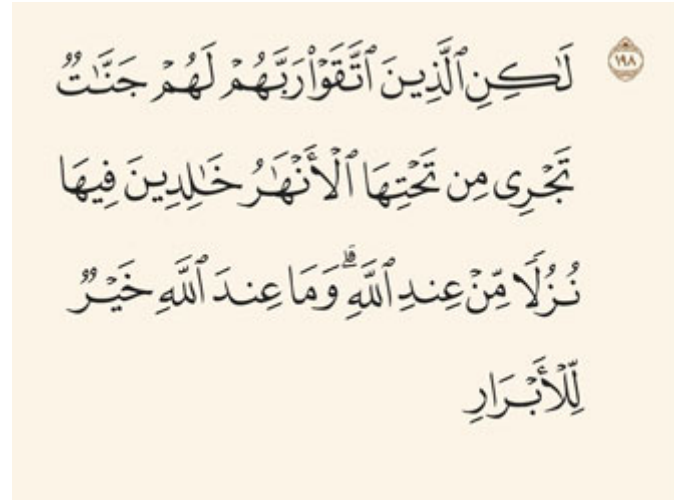 ١٩٨ لَٰكِنِ ٱلَّذِينَ ٱتَّقَوْا۟ رَبَّهُمْ لَهُمْ جَنَّٰتٌۭ
تَجْرِى مِن تَحْتِهَا ٱلْأَنْهَٰرُ خَٰلِدِينَ فِيهَا
نُزُلًۭا مِّنْ عِندِ ٱللَّهِ ۗ وَمَا عِندَ ٱللَّهِ خَيْرٌۭ
لِّلْأَبْرَارِ